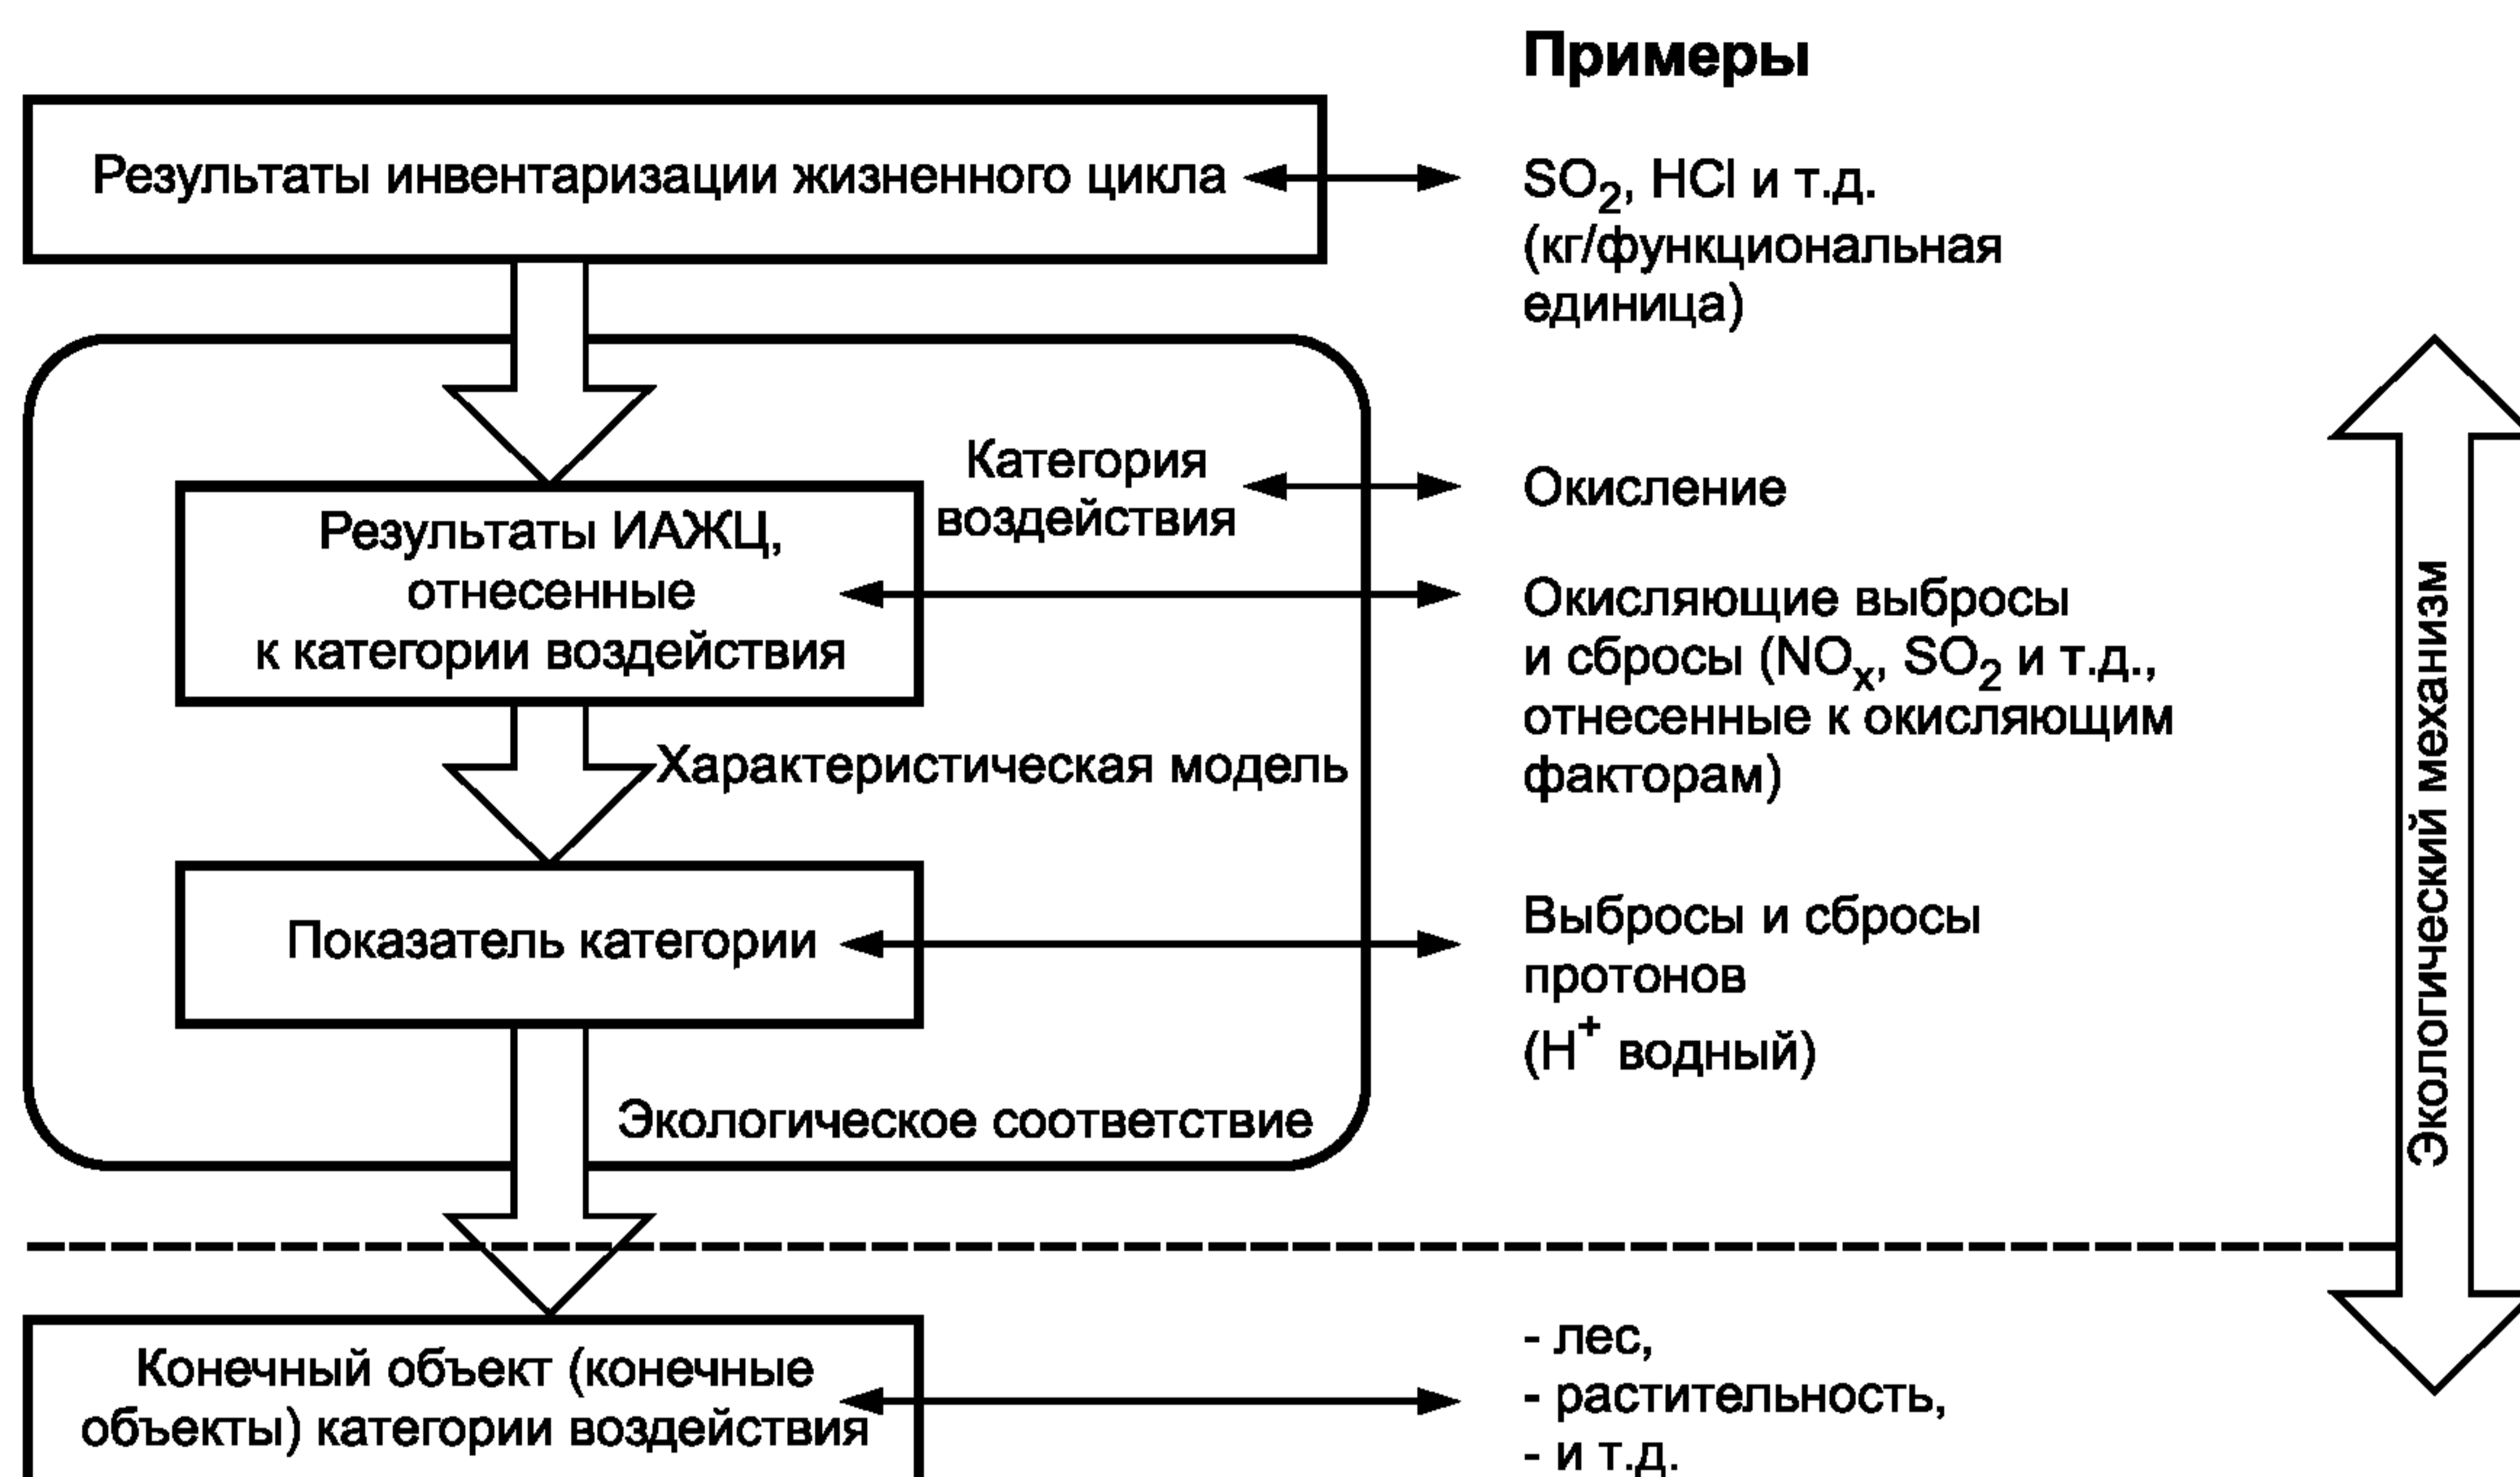 Примеры
Результаты инвентаризации жизненного цикла
SO2, HCl и т.д.
(кг/функциональная
единица)
Категория
воздействия
Окисление
Результаты ИАЖЦ,
отнесенные
к категории воздействия
Окисляющие выбросы
и сбросы (NOx, SO2 и т.д.,
отнесенные к окисляющим
факторам)
Характеристическая модель
Показатель категории
Выбросы и сбросы
протонов
(H+ водный)
Экологическое соответствие
Экологический механизм
Конечный объект (конечные
объекты) категории воздействия
- лес,
- растительность,
- и т.д.